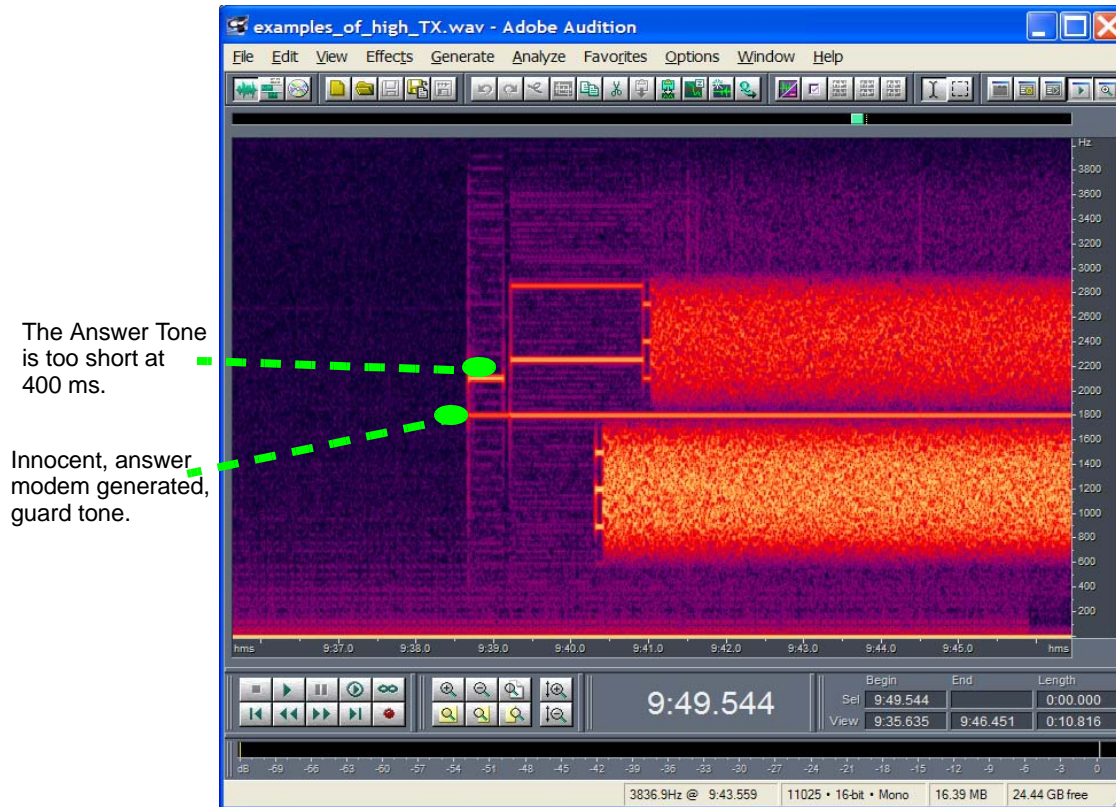 examples_of_high_TX.wav - Adobe Audition
File Edit View Effects Generate Analyze Favorites Options Window Help
Hz
3800
3600
3400
3200
3000
2800
The Answer Tone
is too short at
400 ms.
2600
2400
2200
2000
1800
Innocent, answer
modem generated,
guard tone.
1600
1400
1200
1000
800
600
400
200
hms 9:37.0 9:38.0 9:39.0 9:40.0 9:41.0 9:42.0 9:43.0 9:44.0 9:45.0 hms
9:49.544
Begin End Length
Sel 9:49.544 0:00.000
View 9:35.635 9:46.451 0:10.816
dB -69 -66 -63 -60 -57 -54 -51 -48 -45 -42 -39 -36 -33 -30 -27 -24 -21 -18 -15 -12 -9 -6 -3 0
3836.9Hz @ 9:43.559 11025 • 16-bit • Mono 16.39 MB 24.44 GB free